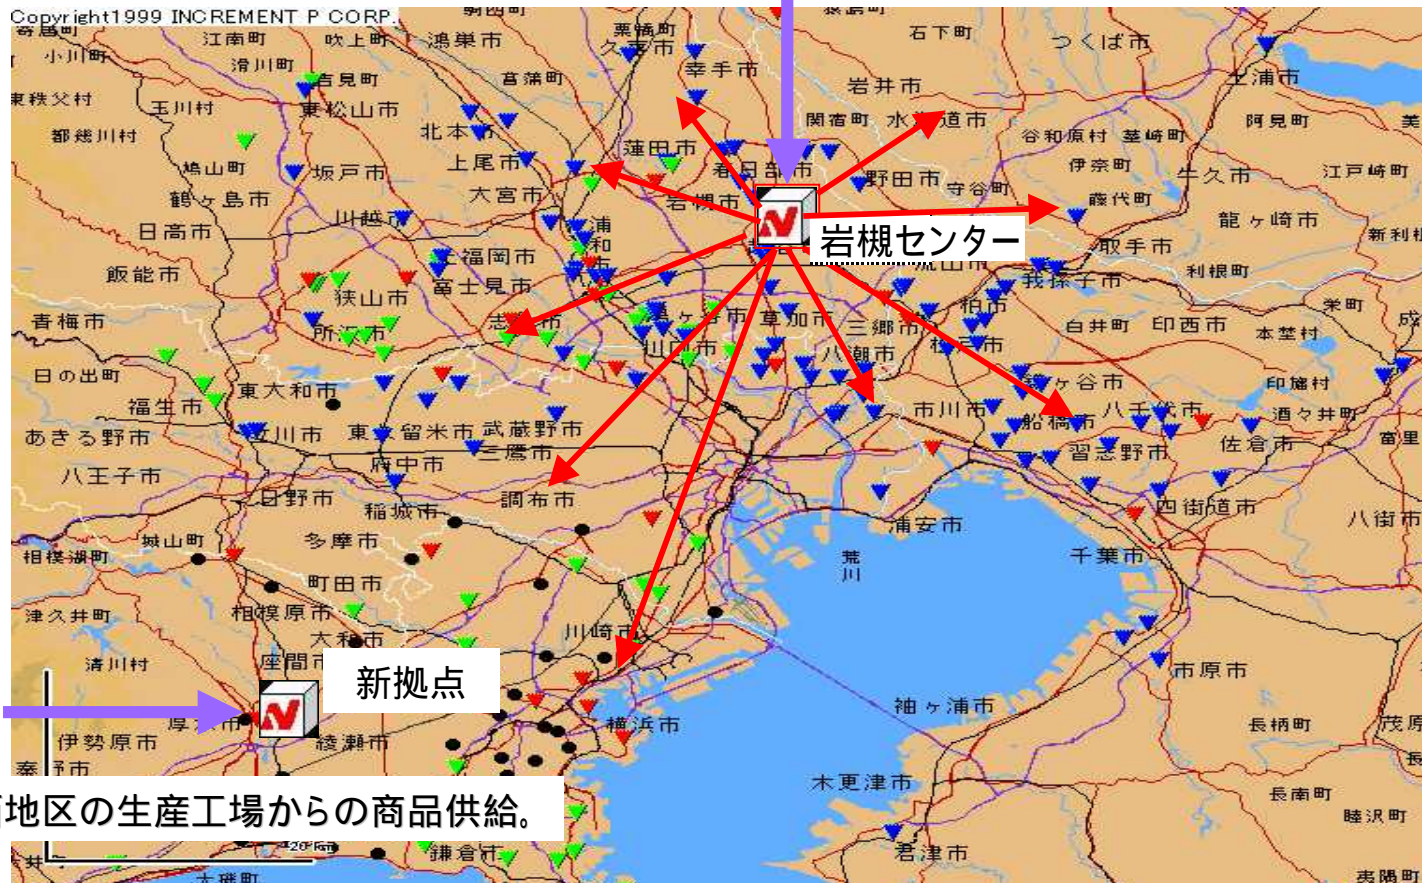 Copyright1999 INCREMENT P CORP.
江南町
吹上町
鴻巣市
栗橋町
石下町
つくば市
小川町
滑川町
吉見町
菖蒲町
幸手市
岩井市
土浦市
東秩父村
玉川村
東松山市
北本市
関宿町
水海道市
谷和原村
茎崎町
阿見町
都幾川村
上尾市
蓮田市
春日部市
伊奈町
牛久市
江戸崎町
鳩山町
坂戸市
大宮市
岩槻市
野田市
守谷町
藤代町
鶴ヶ島市
川越市
龍ヶ崎市
日高市
岩槻センター
取手市
飯能市
上福岡市
富士見市
流山市
我孫子市
利根町
狭山市
柏市
栄町
青梅市
所沢市
草加市
三郷市
白井町
印西市
本埜村
日の出町
川口市
八潮市
松戸市
福生市
東大和市
市川市
八千代市
印旛村
酒々井町
あきる野市
立川市
東久留米市
武蔵野市
三鷹市
船橋市
習志野市
佐倉市
八王子市
府中市
日野市
稲城市
調布市
浦安市
四街道市
八街市
相模湖町
城山町
多摩市
荒川
千葉市
町田市
津久井町
相模原市
大和市
川崎市
清川村
座間市
新拠点
市原市
袖ヶ浦市
伊勢原市
綾瀬市
横浜市
長柄町
木更津市
長南町
地区の生産工場からの商品供給。
睦沢町
鎌倉市
君津市
大磯町
夷隅町